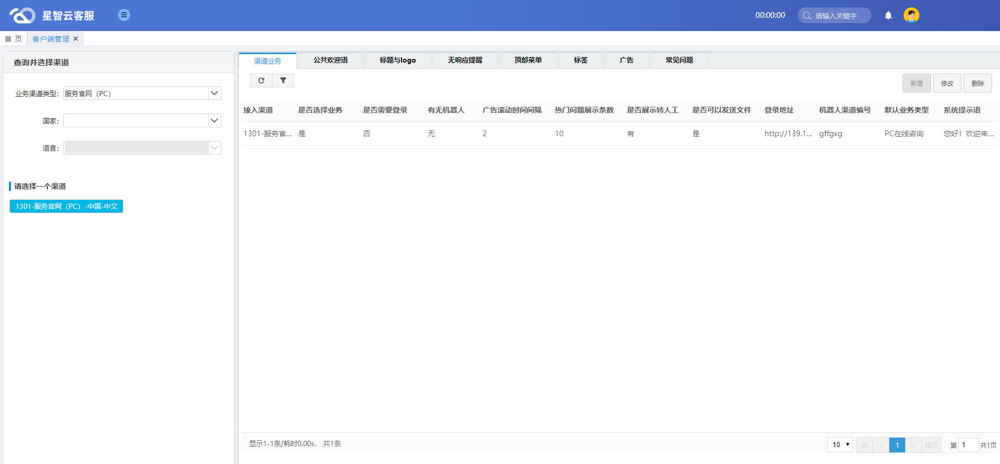 星智云客服
00:00:00
请输入关键字
首 页
客户端管理
查询并选择渠道
业务渠道类型：
服务官网（PC）
国家：
语言：
请选择一个渠道
1301-服务官网（PC）-中国-中文
渠道业务 公共欢迎语 标题与logo 无响应提醒 顶部菜单 标签 广告 常见问题
新增 修改 删除
接入渠道 是否选择业务 是否需要登录 有无机器人 广告滚动时间间隔 热门问题展示条数 是否展示转人工 是否可以发送文件 登录地址 机器人渠道编号 默认业务类型 系统提示语
1301-服务官... 是 否 无 2 10 有 是 http://139.1... gffgxg PC在线咨询 您好！欢迎来...
显示1-1条/耗时0.00s， 共1条
10 首 < 1 > 尾页 第 1 共1页